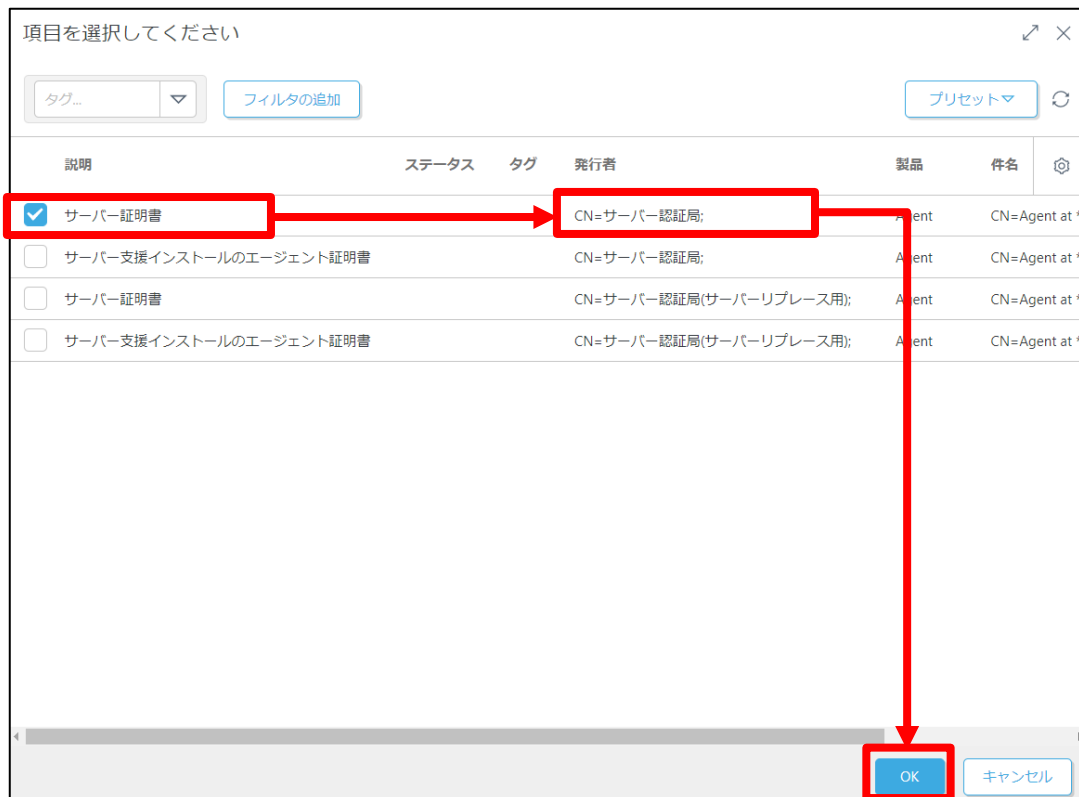 項目を選択してください
タグ... フィルタの追加 プリセット
説明 ステータス タグ 発行者 製品 件名
サーバー証明書 CN=サーバー認証局; CN=Agent at *
サーバー支援インストールのエージェント証明書 CN=サーバー認証局; CN=Agent at *
サーバー証明書 CN=サーバー認証局(サーバーリプレース用); CN=Agent at *
サーバー支援インストールのエージェント証明書 CN=サーバー認証局(サーバーリプレース用); CN=Agent at *
OK キャンセル